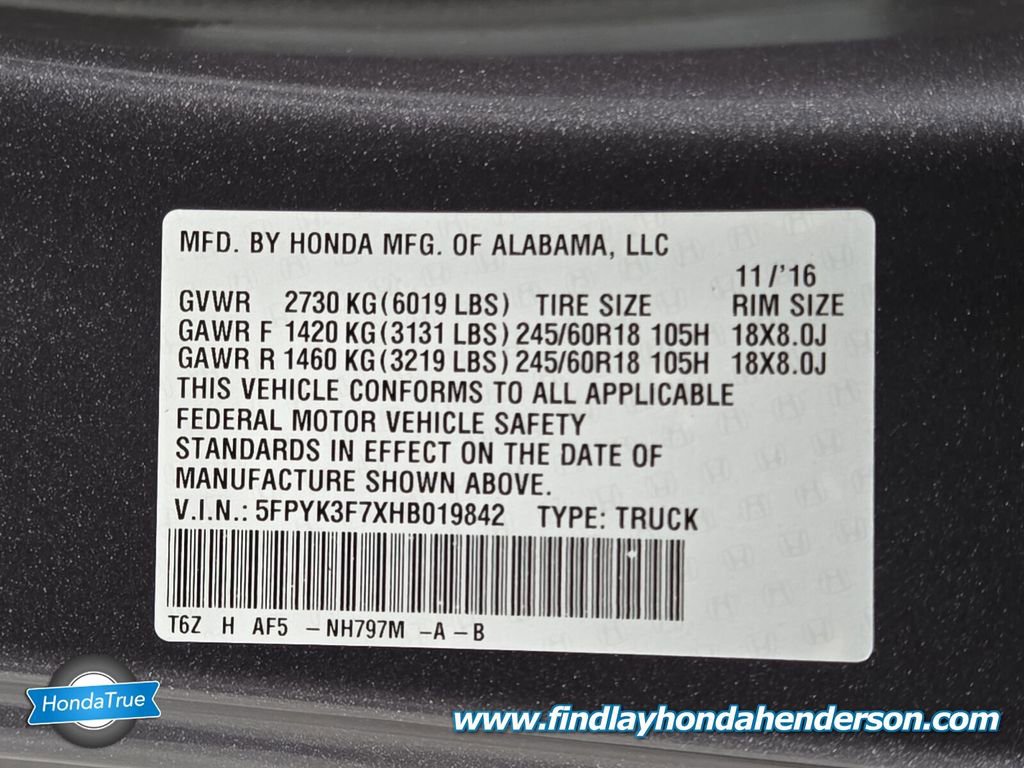 MFD. BY HONDA MFG. OF ALABAMA, LLC
11/'16
GVWR 2730 KG(6019 LBS) TIRE SIZE RIM SIZE
GAWR F 1420 KG(3131 LBS) 245/60R18 105H 18X8.0J
GAWR R 1460 KG(3219 LBS) 245/60R18 105H 18X8.0J
THIS VEHICLE CONFORMS TO ALL APPLICABLE
FEDERAL MOTOR VEHICLE SAFETY
STANDARDS IN EFFECT ON THE DATE OF
MANUFACTURE SHOWN ABOVE.
V.I.N.: 5FPYK3F7XHB019842 TYPE: TRUCK
T6Z H AF5 -NH797M -A -B
HondaTrue
www.findlayhondahenderson.com